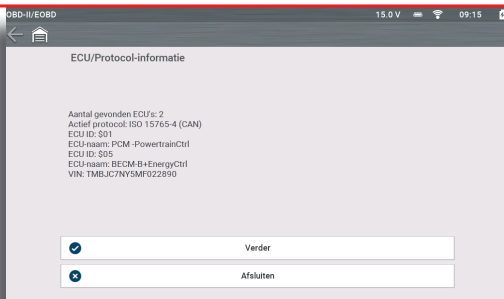 OBD-II/EOBD 15.0 V 09:15
ECU/Protocol-informatie
Aantal gevonden ECU's: 2
Actief protocol: ISO 15765-4 (CAN)
ECU ID: $01
ECU-naam: PCM -PowertrainCtrl
ECU ID: $05
ECU-naam: BECM-B+EnergyCtrl
VIN: TMBJC7NY5MF022890
Verder
Afsluiten